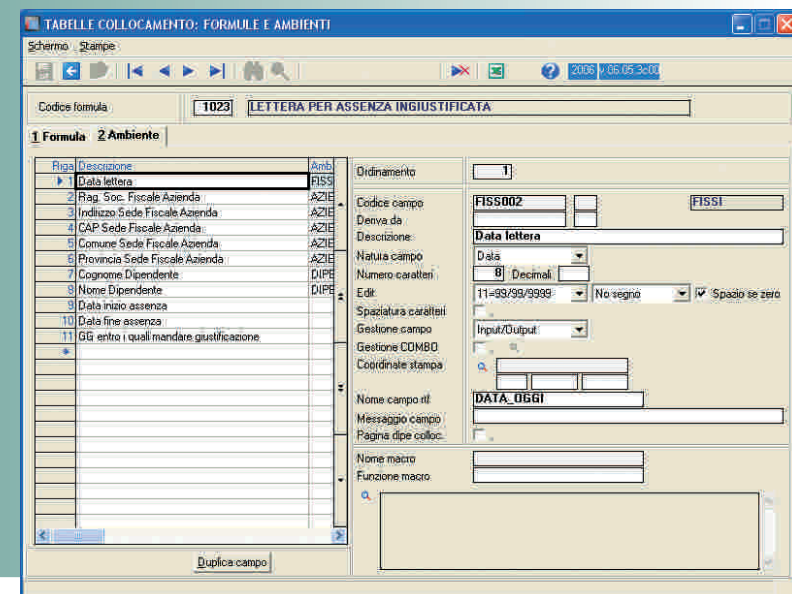 TABELLE COLLOCAMENTO: FORMULE E AMBIENTI
Schermo Stampe
2006 v.06.05.3c00
Codice formula 1023 LETTERA PER ASSENZA INGIUSTIFICATA
1 Formula 2 Ambiente
Riga Descrizione Amb.
1 Data lettera FISS
2 Rag. Soc. Fiscale Azienda AZIE
3 Indirizzo Sede Fiscale Azienda AZIE
4 CAP Sede Fiscale Azienda AZIE
5 Comune Sede Fiscale Azienda AZIE
6 Provincia Sede Fiscale Azienda AZIE
7 Cognome Dipendente DIPE
8 Nome Dipendente DIPE
9 Data inizio assenza
10 Data fine assenza
11 GG entro i quali mandare giustificazione
Duplica campo
Ordinamento 1
Codice campo FISS002 FISSI
Deriva da
Descrizione Data lettera
Natura campo Data
Numero caratteri 8 Decimali
Edit 11=99/99/9999 No segno Spazio se zero
Spaziatura caratteri
Gestione campo Input/Output
Gestione COMBO
Coordinate stampa
Nome campo rif DATA_OGGI
Messaggio campo
Pagina dipe colloc.
Nome macro
Funzione macro